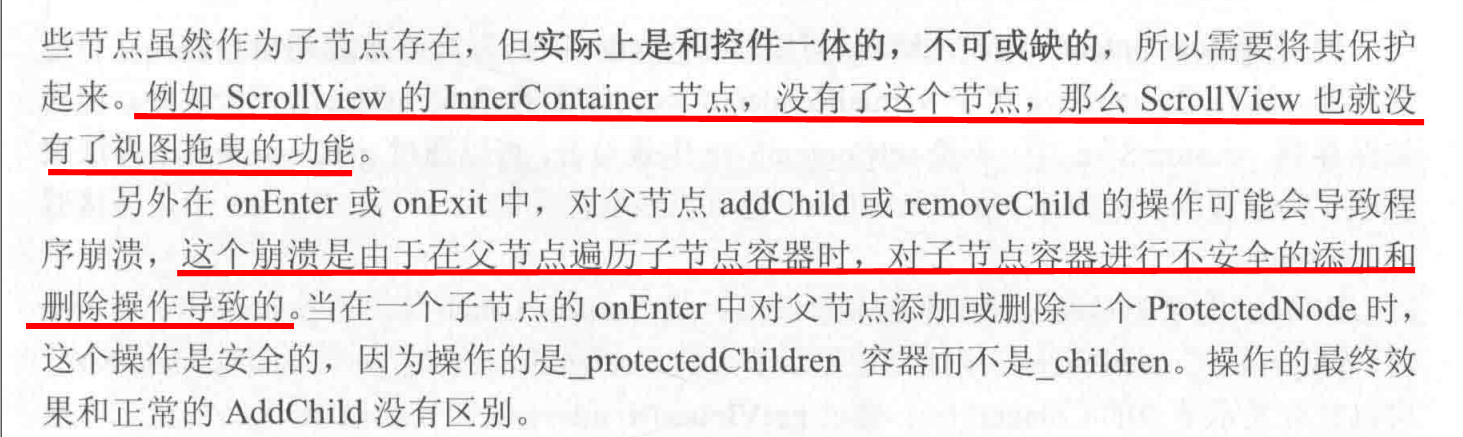 些节点虽然作为子节点存在，但实际上是和控件一体的，不可或缺的，所以需要将其保护
起来。例如 ScrollView 的 InnerContainer 节点，没有了这个节点，那么 ScrollView 也就没
有了视图拖曳的功能。
另外在 onEnter 或 onExit 中，对父节点 addChild 或 removeChild 的操作可能会导致程
序崩溃，这个崩溃是由于在父节点遍历子节点容器时，对子节点容器进行不安全的添加和
删除操作导致的。当在一个子节点的 onEnter 中对父节点添加或删除一个 ProtectedNode 时，
这个操作是安全的，因为操作的是_protectedChildren 容器而不是_children。操作的最终效
果和正常的 AddChild 没有区别。